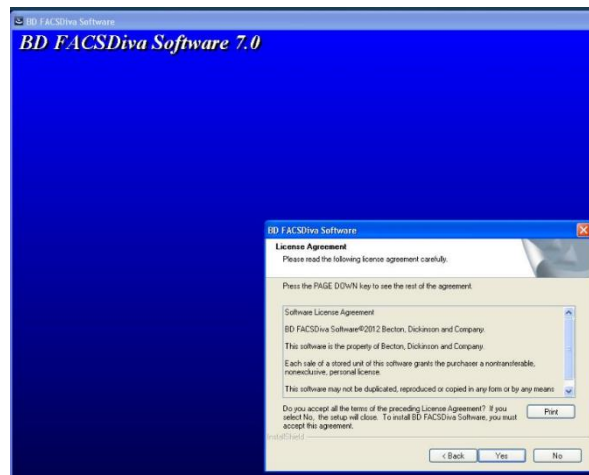 BD FACSDiva Software
BD FACSDiva Software 7.0
BD FACSDiva Software
License Agreement
Please read the following license agreement carefully.
Press the PAGE DOWN key to see the rest of the agreement.
Software License Agreement
BD FACSDiva Software©2012 Becton, Dickinson and Company.
This software is the property of Becton, Dickinson and Company.
Each sale of a stored unit of this software grants the purchaser a nontransferable,
nonexclusive, personal license.
This software may not be duplicated, reproduced or copied in any form or by any means
Do you accept all the terms of the preceding License Agreement? If you
select No, the setup will close. To install BD FACSDiva Software, you must
accept this agreement.
Print
InstallShield
< Back
Yes
No